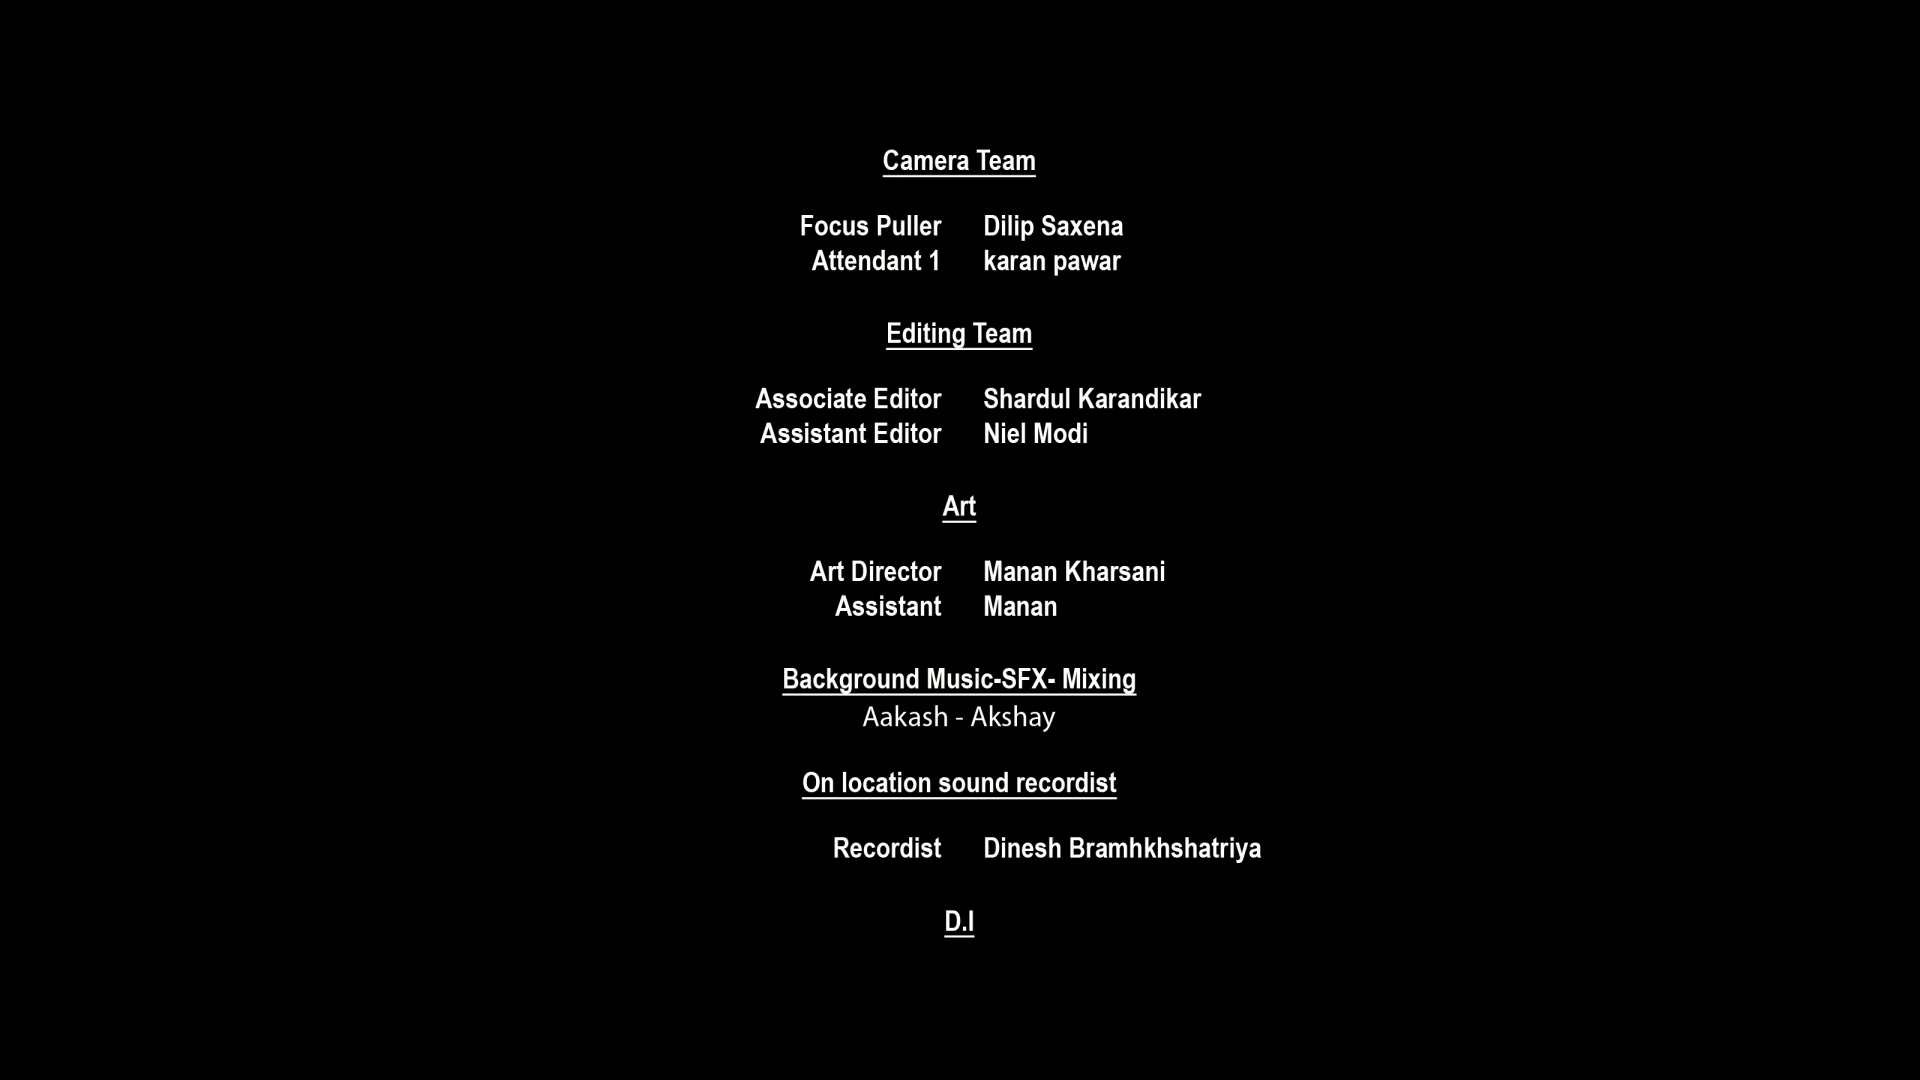 Camera Team
Focus Puller Dilip Saxena
Attendant 1 karan pawar
Editing Team
Associate Editor Shardul Karandikar
Assistant Editor Niel Modi
Art
Art Director Manan Kharsani
Assistant Manan
Background Music-SFX- Mixing
Aakash - Akshay
On location sound recordist
Recordist Dinesh Bramhkhshatriya
D.I